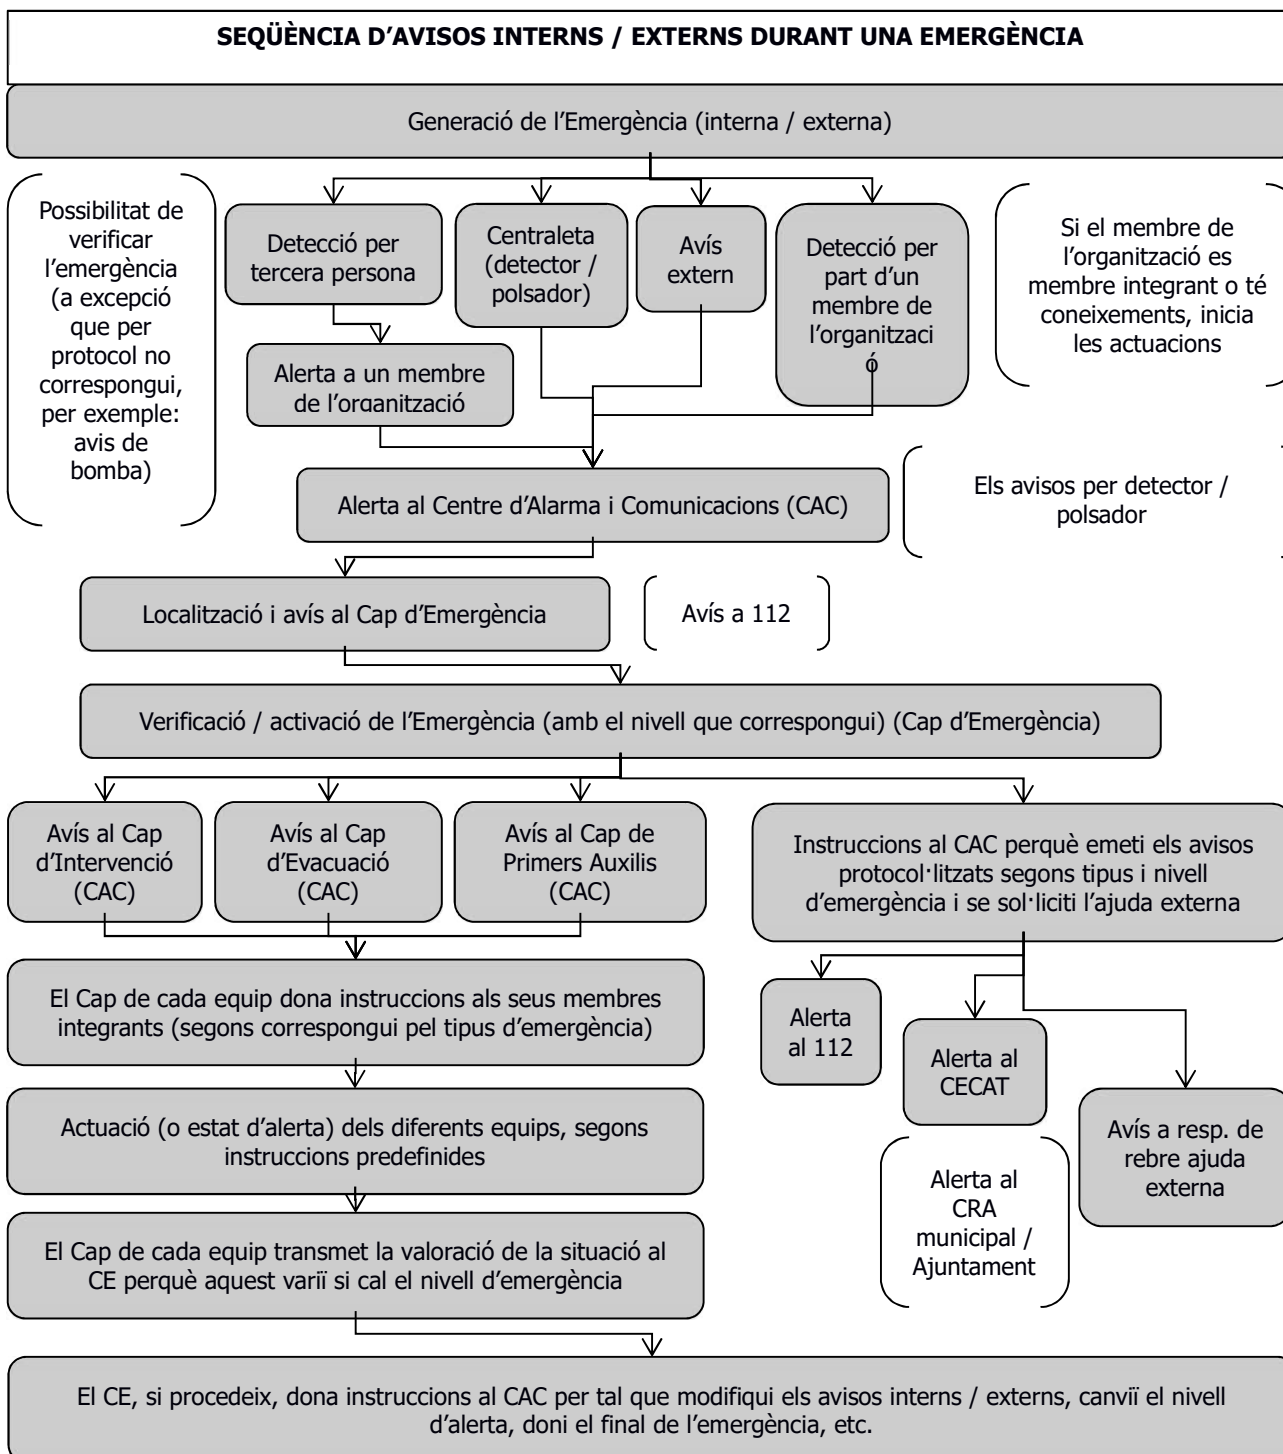 SEQÜÈNCIA D’AVISOS INTERNS / EXTERNS DURANT UNA EMERGÈNCIA
Generació de l’Emergència (interna / externa)
Possibilitat de
verificar
l’emergència
(a excepció
que per
protocol no
correspongui,
per exemple:
avis de
bomba)
Detecció per
tercera persona
Centraleta
(detector /
polsador)
Avís
extern
Detecció per
part d’un
membre de
l’organitzaci
ó
Si el membre de
l’organització es
membre integrant o té
coneixements, inicia
les actuacions
Alerta a un membre
de l’organització
Alerta al Centre d’Alarma i Comunicacions (CAC)
Els avisos per detector /
polsador
Localització i avís al Cap d’Emergència
Avís a 112
Verificació / activació de l’Emergència (amb el nivell que correspongui) (Cap d’Emergència)
Avís al Cap
d’Intervenció
(CAC)
Avís al Cap
d’Evacuació
(CAC)
Avís al Cap de
Primers Auxilis
(CAC)
Instruccions al CAC perquè emeti els avisos
protocol·litzats segons tipus i nivell
d’emergència i se sol·liciti l’ajuda externa
El Cap de cada equip dona instruccions als seus membres
integrants (segons correspongui pel tipus d’emergència)
Alerta
al 112
Alerta al
CECAT
Avís a resp. de
rebre ajuda
externa
Actuació (o estat d’alerta) dels diferents equips, segons
instruccions predefinides
Alerta al
CRA
municipal /
Ajuntament
El Cap de cada equip transmet la valoració de la situació al
CE perquè aquest variï si cal el nivell d’emergència
El CE, si procedeix, dona instruccions al CAC per tal que modifiqui els avisos interns / externs, canviï el nivell
d’alerta, doni el final de l’emergència, etc.